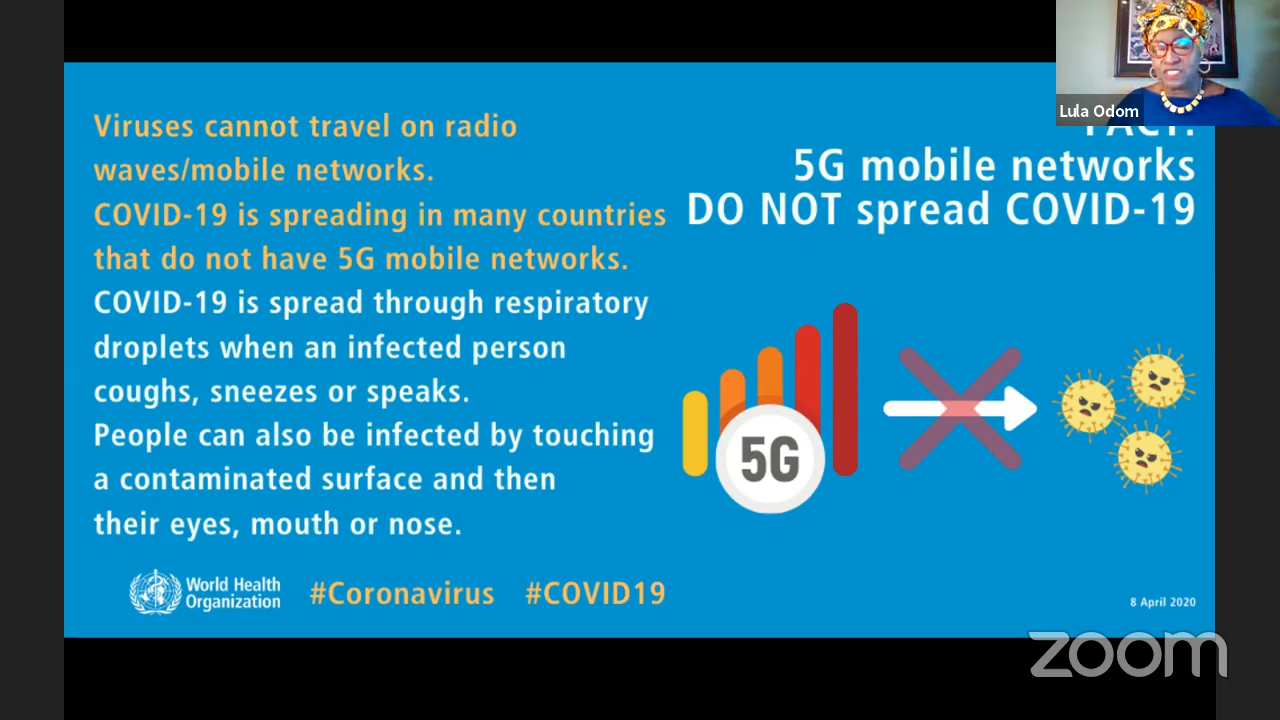 Lula Odom
FACT:
5G mobile networks
DO NOT spread COVID-19
Viruses cannot travel on radio
waves/mobile networks.
COVID-19 is spreading in many countries
that do not have 5G mobile networks.
COVID-19 is spread through respiratory
droplets when an infected person
coughs, sneezes or speaks.
People can also be infected by touching
a contaminated surface and then
their eyes, mouth or nose.
5G
World Health
Organization
#Coronavirus #COVID19
8 April 2020
zoom